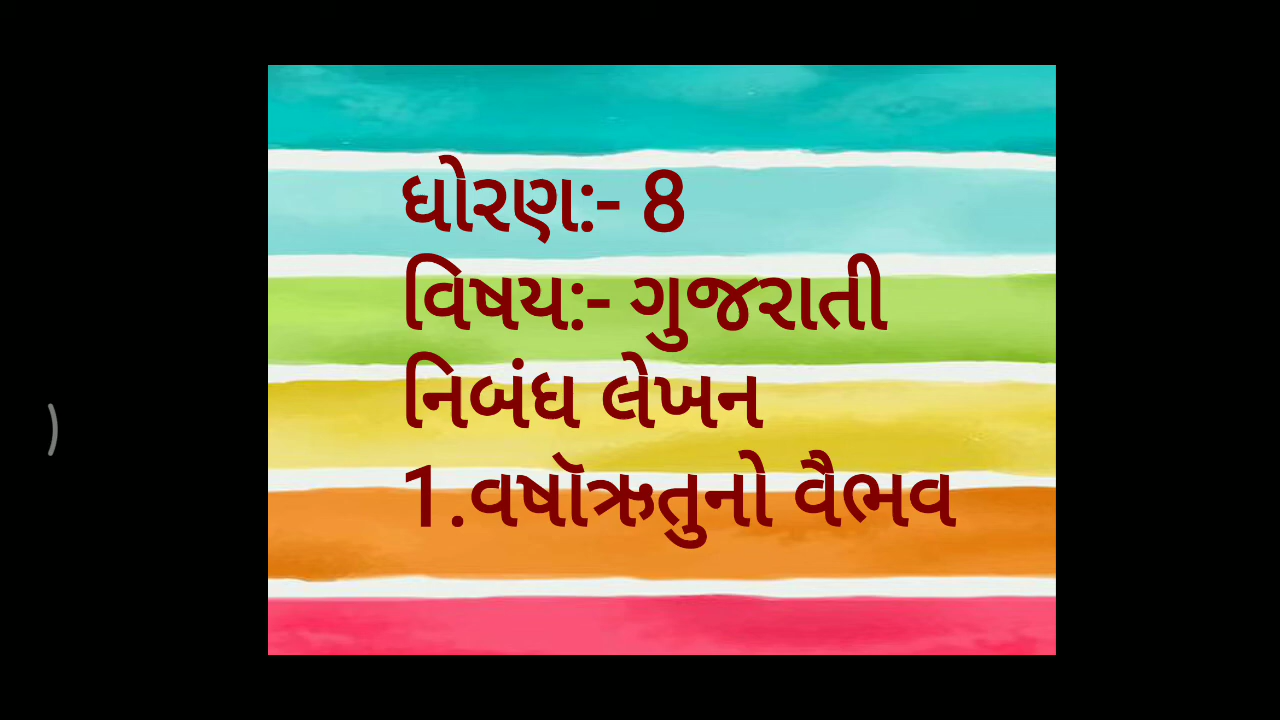 ધોરણ:- 8
વિષય:- ગુજરાતી
નિબંધ લેખન
1.વર્ષાૅઋતુનો વૈભવ